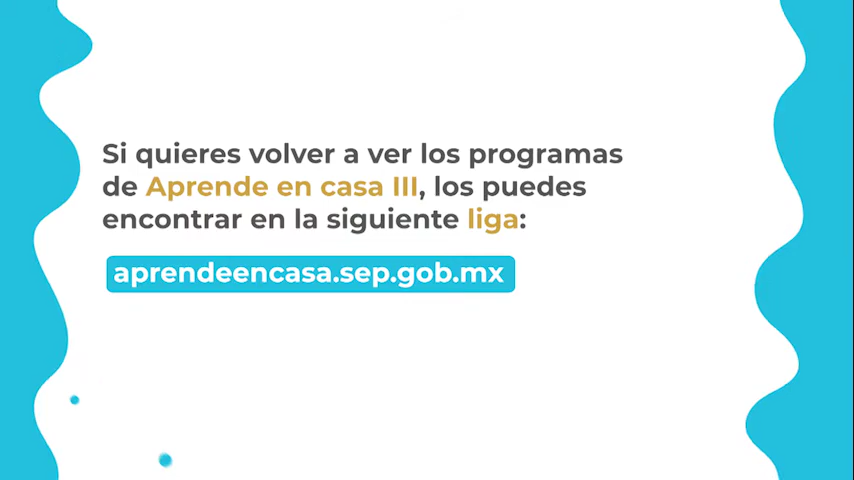 Si quieres volver a ver los programas
de Aprende en casa III, los puedes
encontrar en la siguiente liga:
aprendeencasa.sep.gob.mx